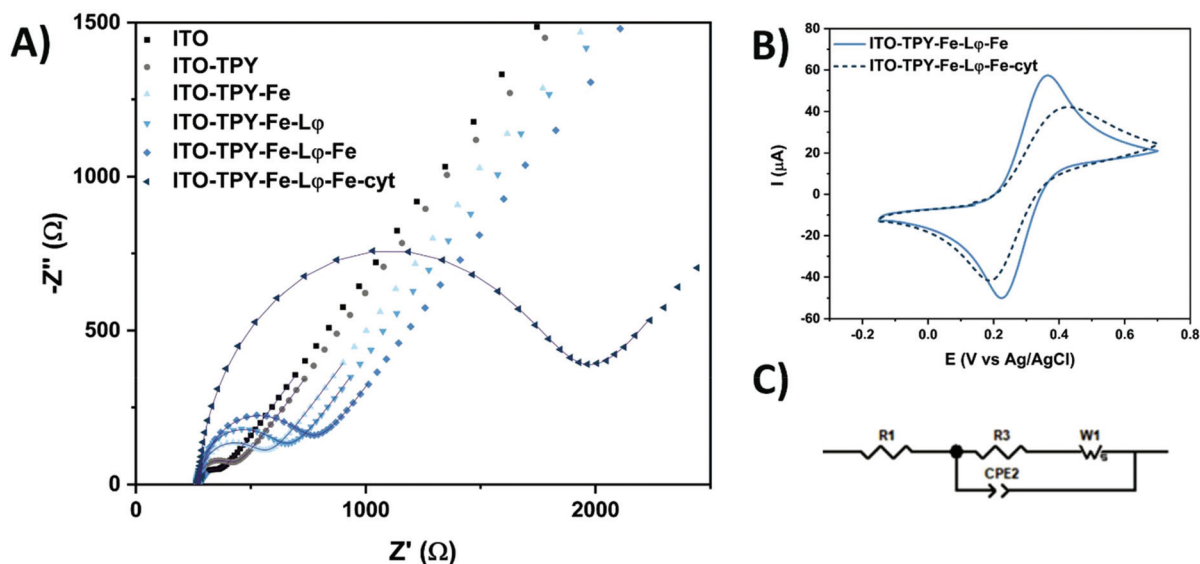 A)
1500
1000
500
0
-Z'' (Ω)
ITO
ITO-TPY
ITO-TPY-Fe
ITO-TPY-Fe-Lφ
ITO-TPY-Fe-Lφ-Fe
ITO-TPY-Fe-Lφ-Fe-cyt
0 1000 2000
Z' (Ω)
B)
80
60
40
20
0
-20
-40
-60
I (µA)
ITO-TPY-Fe-Lφ-Fe
ITO-TPY-Fe-Lφ-Fe-cyt
-0.2 0.0 0.2 0.4 0.6 0.8
E (V vs Ag/AgCl)
C)
R1 R3 W1
s
CPE2